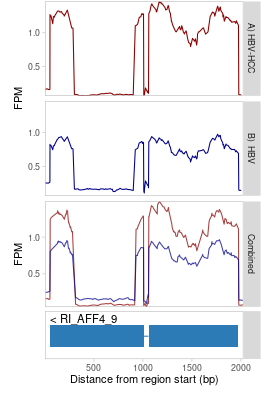 1.0
0.5
A) HBV-HCC
FPM
1.0
0.5
B) HBV
1.0
0.5
Combined
FPM
< RI_AFF4_9
500 1000 1500 2000
Distance from region start (bp)